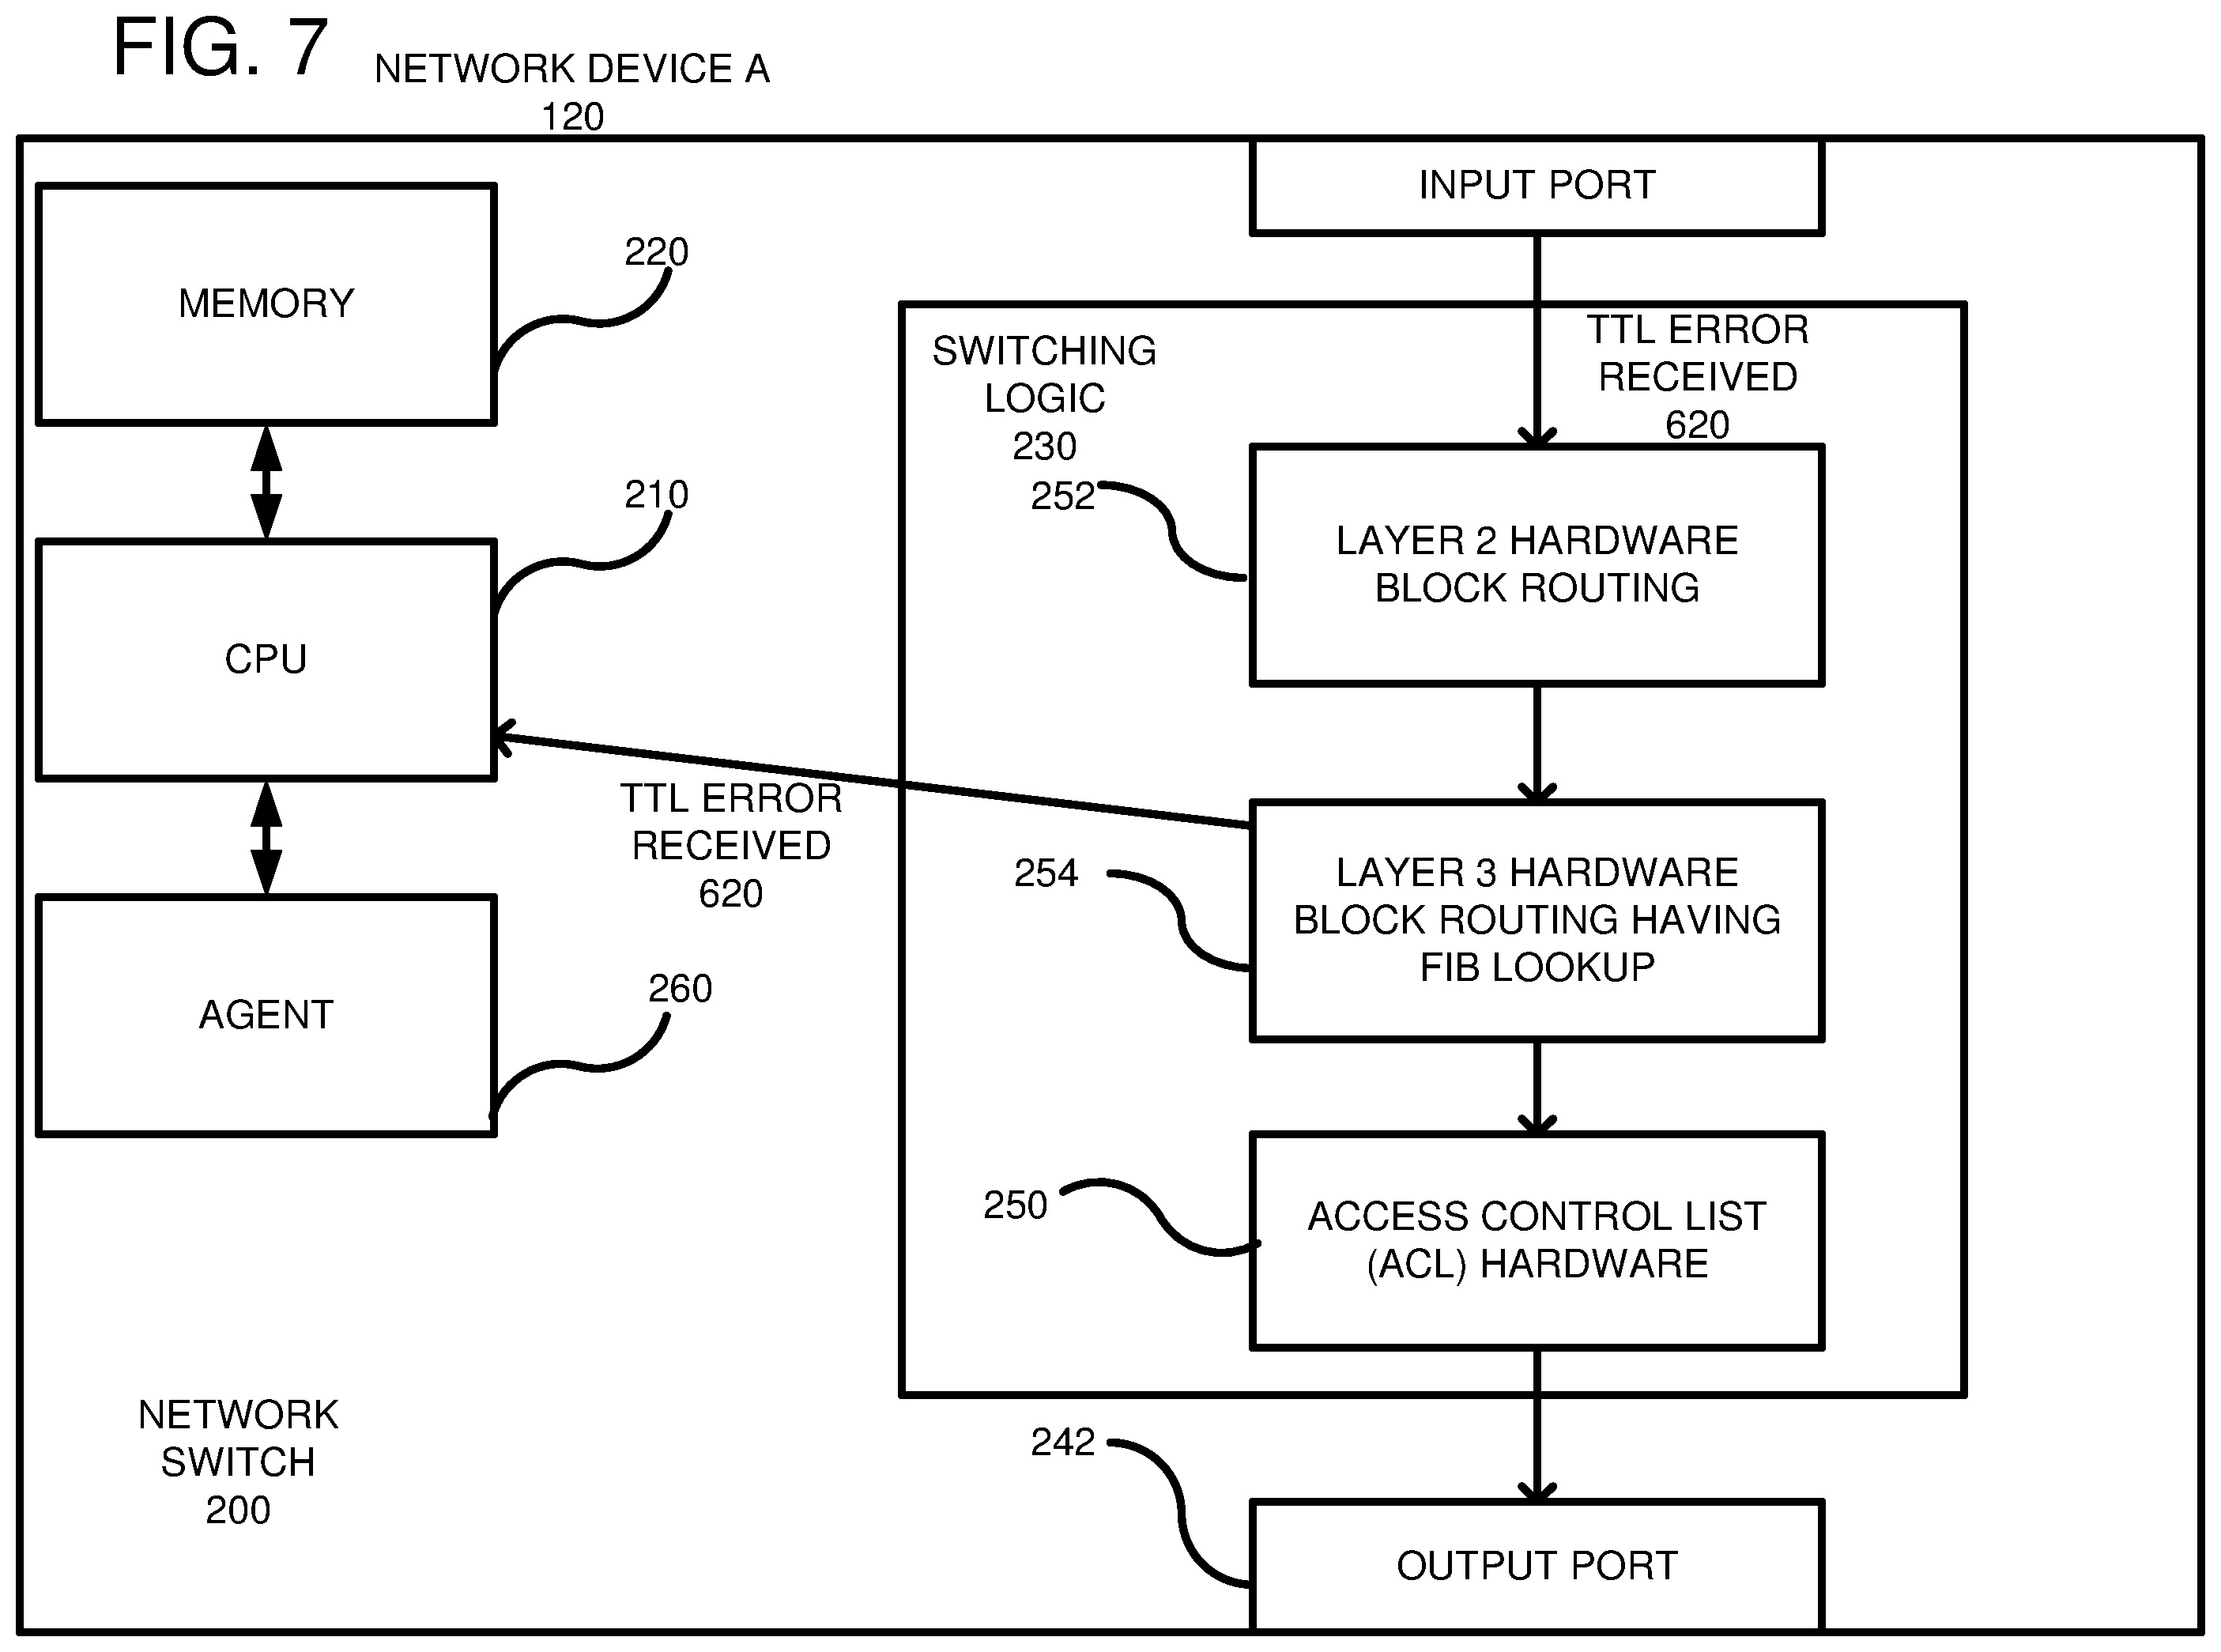 FIG. 7
NETWORK DEVICE A
120
INPUT PORT
MEMORY
220
SWITCHING
LOGIC
230
TTL ERROR
RECEIVED
620
252
LAYER 2 HARDWARE
BLOCK ROUTING
210
CPU
TTL ERROR
RECEIVED
620
254
LAYER 3 HARDWARE
BLOCK ROUTING HAVING
FIB LOOKUP
260
AGENT
250
ACCESS CONTROL LIST
(ACL) HARDWARE
NETWORK
SWITCH
200
242
OUTPUT PORT